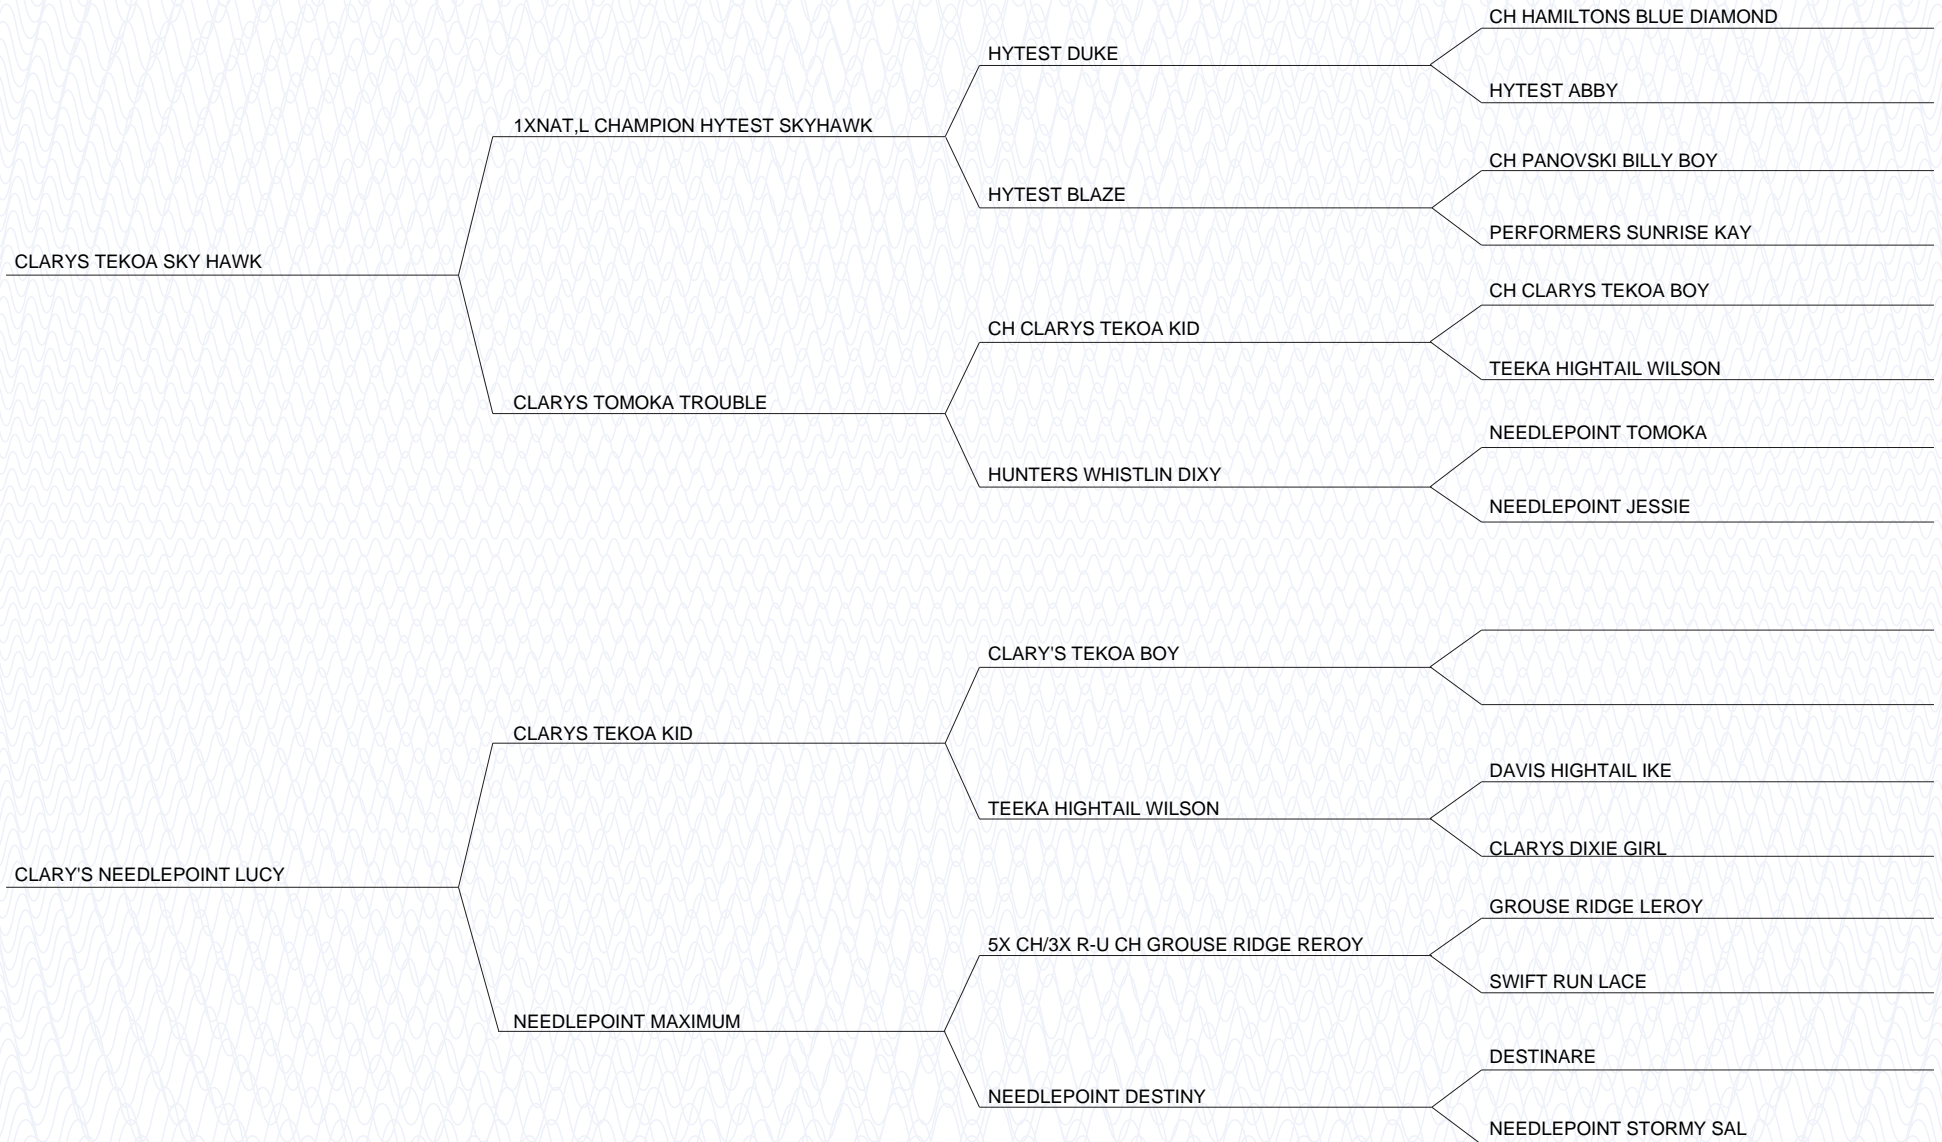 CH HAMILTONS BLUE DIAMOND
HYTEST DUKE
HYTEST ABBY
1XNAT,L CHAMPION HYTEST SKYHAWK
CH PANOVSKI BILLY BOY
HYTEST BLAZE
PERFORMERS SUNRISE KAY
CLARYS TEKOA SKY HAWK
CH CLARYS TEKOA BOY
CH CLARYS TEKOA KID
TEEKA HIGHTAIL WILSON
CLARYS TOMOKA TROUBLE
NEEDLEPOINT TOMOKA
HUNTERS WHISTLIN DIXY
NEEDLEPOINT JESSIE
CLARY'S TEKOA BOY
CLARYS TEKOA KID
DAVIS HIGHTAIL IKE
TEEKA HIGHTAIL WILSON
CLARYS DIXIE GIRL
CLARY'S NEEDLEPOINT LUCY
GROUSE RIDGE LEROY
5X CH/3X R-U CH GROUSE RIDGE REROY
SWIFT RUN LACE
NEEDLEPOINT MAXIMUM
DESTINARE
NEEDLEPOINT DESTINY
NEEDLEPOINT STORMY SAL